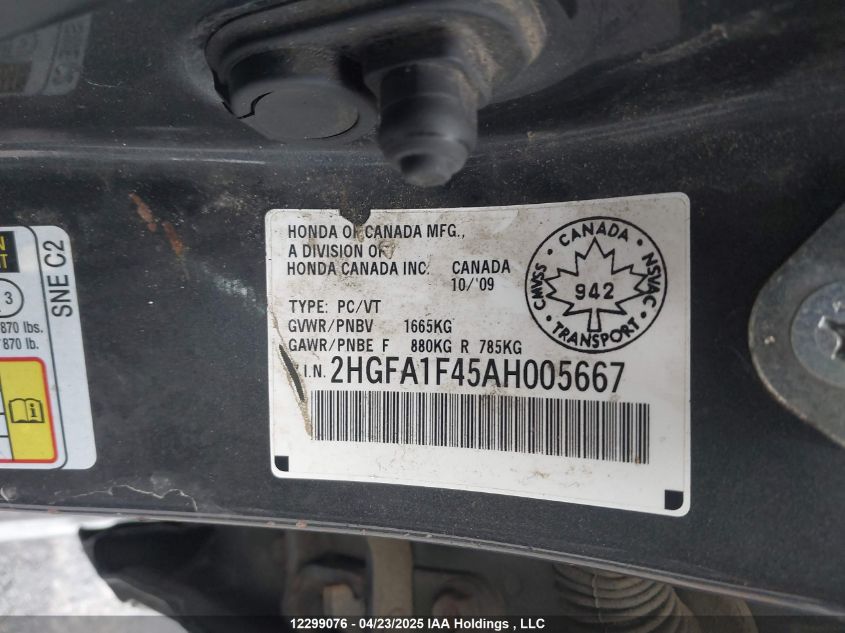 HONDA OF CANADA MFG.,
A DIVISION OF
HONDA CANADA INC. CANADA
10/'09
TYPE: PC/VT
GVWR/PNBV 1665KG
GAWR/PNBE F 880KG R 785KG
.I.N. 2HGFA1F45AH005667
CANADA
CMVSS
NSVAC
942
TRANSPORT
SNE C2
3
870 lbs.
870 lb.
12299076 - 04/23/2025 IAA Holdings , LLC